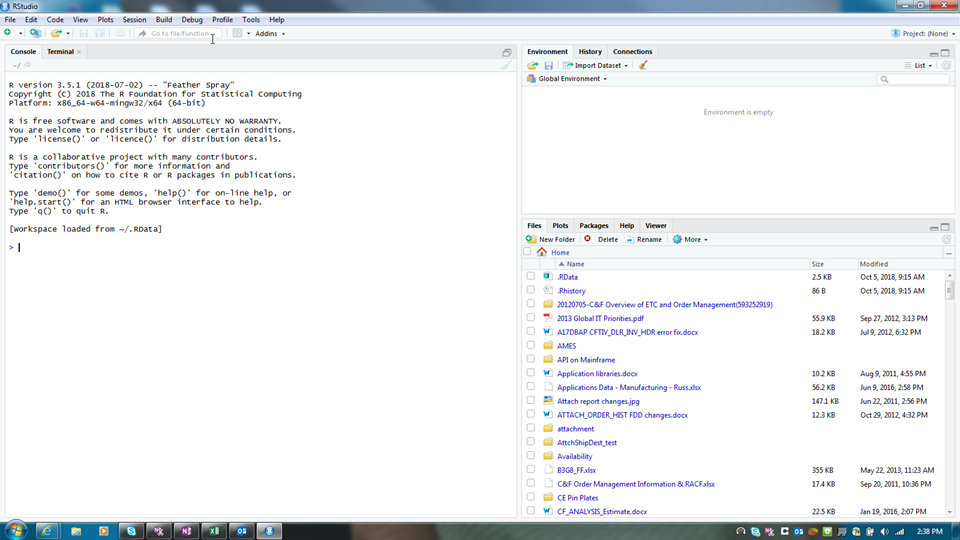 RStudio
File Edit Code View Plots Session Build Debug Profile Tools Help
Go to file/function
Addins
Project: (None)
Console Terminal
~/
R version 3.5.1 (2018-07-02) -- "Feather Spray"
Copyright (C) 2018 The R Foundation for Statistical Computing
Platform: x86_64-w64-mingw32/x64 (64-bit)
R is free software and comes with ABSOLUTELY NO WARRANTY.
You are welcome to redistribute it under certain conditions.
Type 'license()' or 'licence()' for distribution details.
R is a collaborative project with many contributors.
Type 'contributors()' for more information and
'citation()' on how to cite R or R packages in publications.
Type 'demo()' for some demos, 'help()' for on-line help, or
'help.start()' for an HTML browser interface to help.
Type 'q()' to quit R.
[Workspace loaded from ~/.RData]
>
Environment History Connections
Import Dataset
List
Global Environment
Environment is empty
Files Plots Packages Help Viewer
New Folder Delete Rename More
Home
Name Size Modified
.RData 2.5 KB Oct 5, 2018, 9:15 AM
.Rhistory 86 B Oct 5, 2018, 9:15 AM
20120705-C&F Overview of ETC and Order Management(593252919)
2013 Global IT Priorities.pdf 55.9 KB Sep 27, 2012, 3:13 PM
A17DBAP CFTIV_DLR_INV_HDR error fix.docx 18.2 KB Jul 9, 2012, 6:32 PM
AMES
API on Mainframe
Application libraries.docx 10.2 KB Aug 9, 2011, 4:55 PM
Applications Data - Manufacturing - Russ.xlsx 56.2 KB Jun 9, 2016, 2:58 PM
Attach report changes.jpg 147.1 KB Jun 22, 2011, 2:56 PM
ATTACH_ORDER_HIST FDD changes.docx 12.3 KB Oct 29, 2012, 4:32 PM
attachment
AttchShipDest_test
Availability
B3G8_FF.xlsx 355 KB May 22, 2013, 11:23 AM
C&F Order Management Information & RACF.xlsx 17.4 KB Sep 20, 2011, 10:36 PM
CE Pin Plates
CF_ANALYSIS_Estimate.docx 22.5 KB Jan 19, 2016, 2:07 PM
2:38 PM